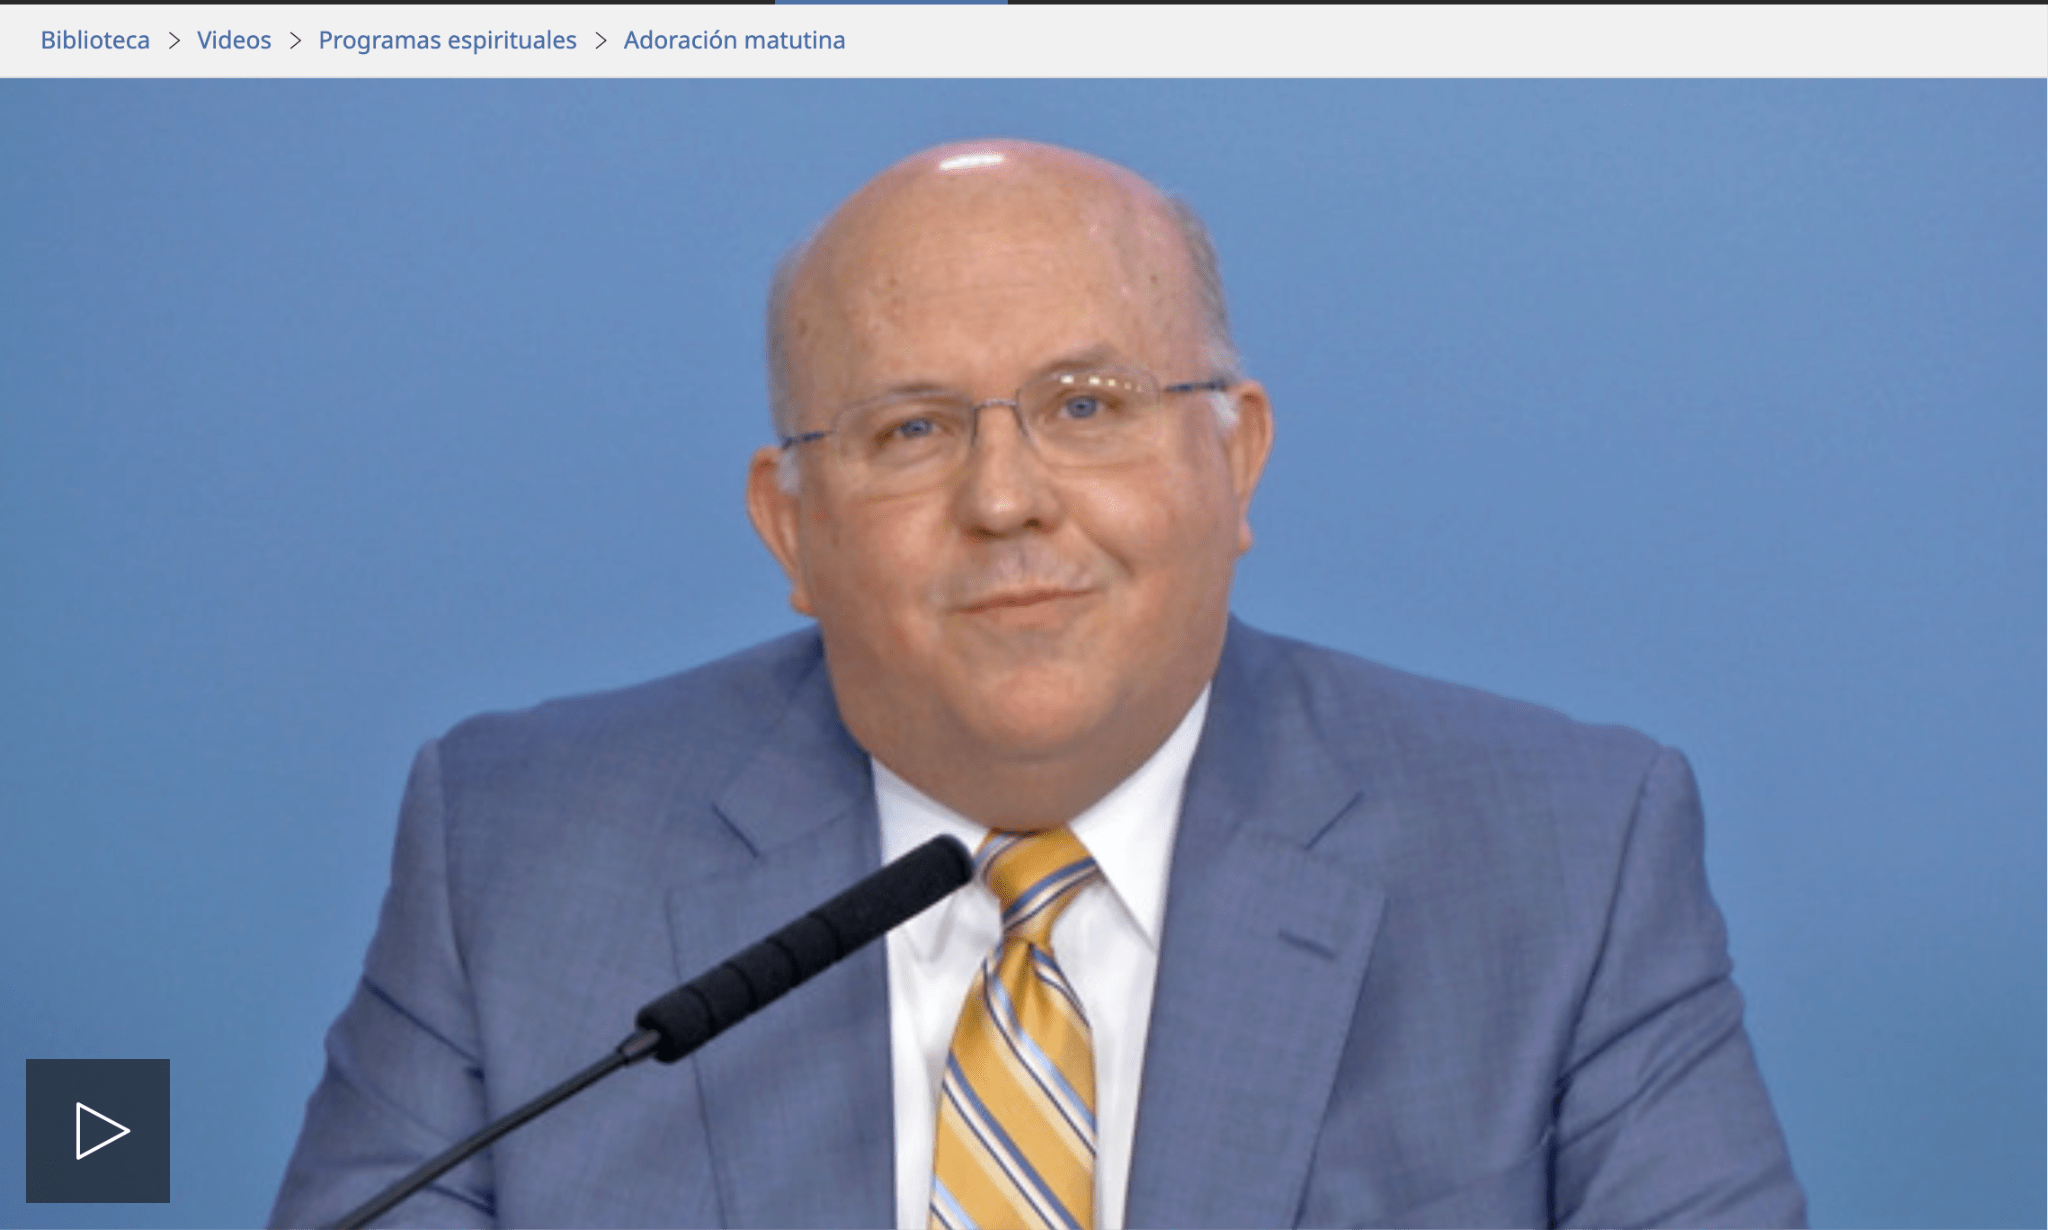 Biblioteca > Videos > Programas espirituales > Adoración matutina